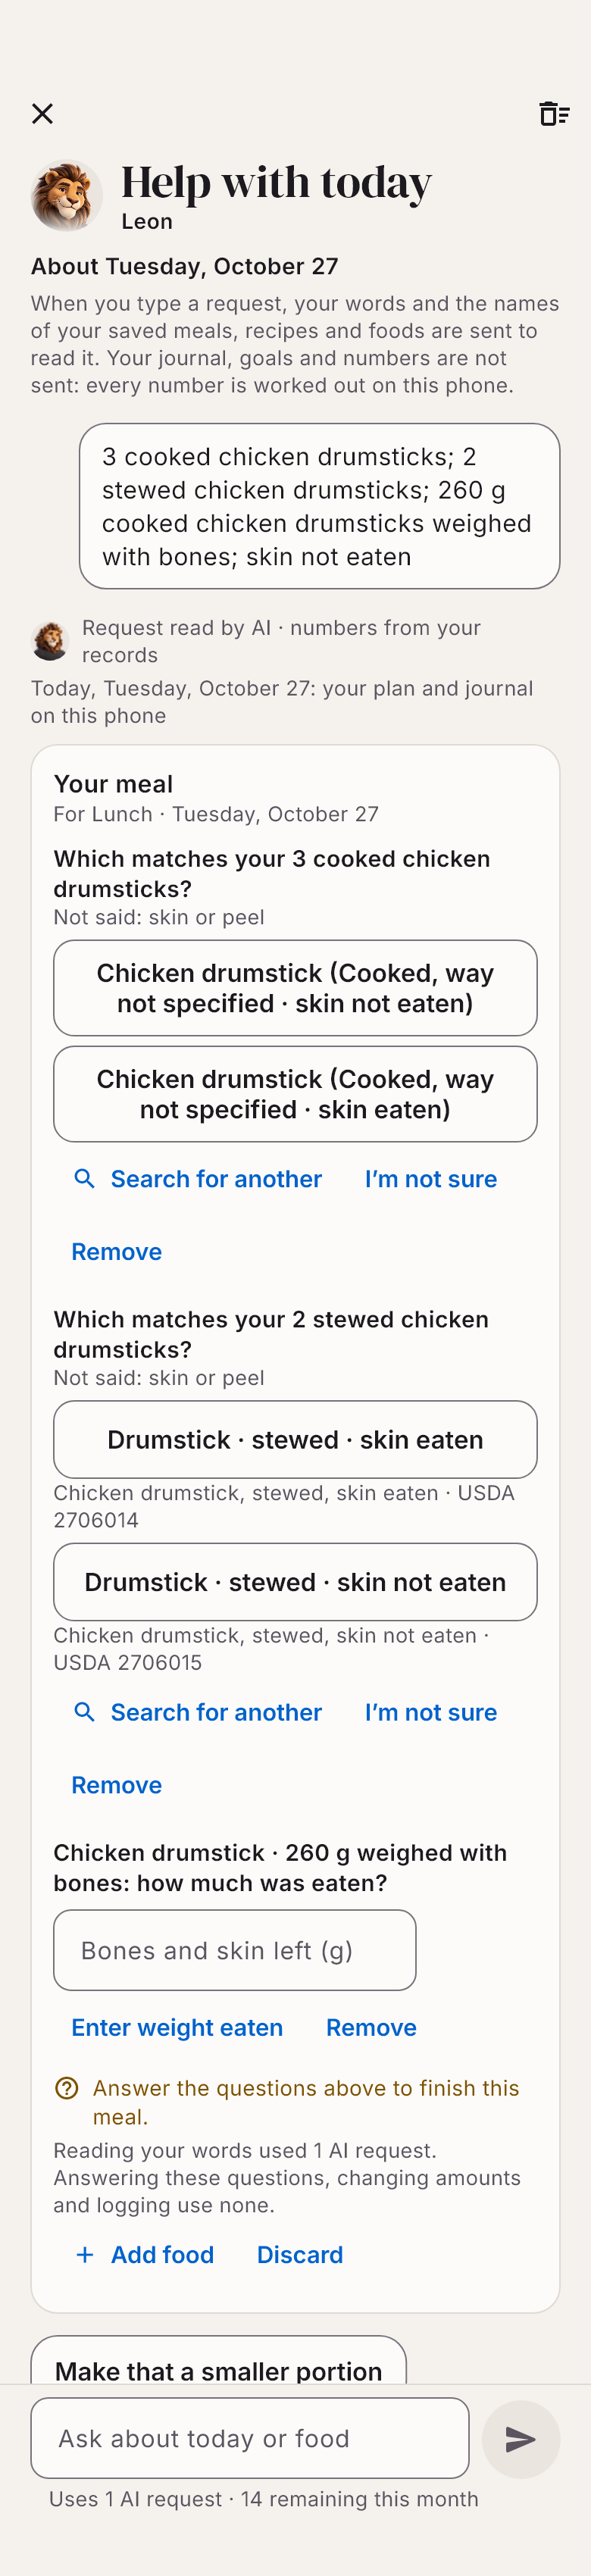 Help with today
Leon
About Tuesday, October 27
When you type a request, your words and the names
of your saved meals, recipes and foods are sent to
read it. Your journal, goals and numbers are not
sent: every number is worked out on this phone.
3 cooked chicken drumsticks; 2
stewed chicken drumsticks; 260 g
cooked chicken drumsticks weighed
with bones; skin not eaten
Request read by AI · numbers from your
records
Today, Tuesday, October 27: your plan and journal
on this phone
Your meal
For Lunch · Tuesday, October 27
Which matches your 3 cooked chicken
drumsticks?
Not said: skin or peel
Chicken drumstick (Cooked, way
not specified · skin not eaten)
Chicken drumstick (Cooked, way
not specified · skin eaten)
Search for another I’m not sure
Remove
Which matches your 2 stewed chicken
drumsticks?
Not said: skin or peel
Drumstick · stewed · skin eaten
Chicken drumstick, stewed, skin eaten · USDA
2706014
Drumstick · stewed · skin not eaten
Chicken drumstick, stewed, skin not eaten ·
USDA 2706015
Search for another I’m not sure
Remove
Chicken drumstick · 260 g weighed with
bones: how much was eaten?
Bones and skin left (g)
Enter weight eaten Remove
Answer the questions above to finish this
meal.
Reading your words used 1 AI request.
Answering these questions, changing amounts
and logging use none.
Add food Discard
Make that a smaller portion
Ask about today or food
Uses 1 AI request · 14 remaining this month